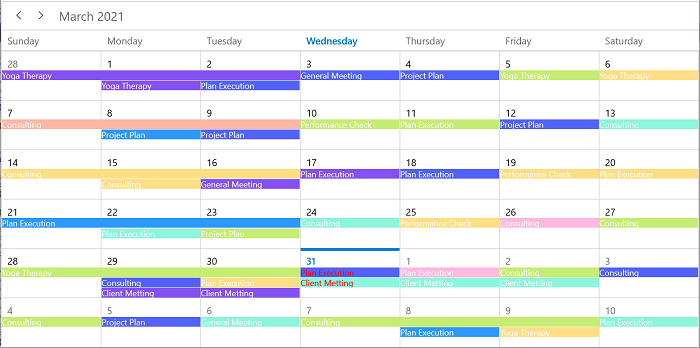 March 2021
Sunday Monday Tuesday Wednesday Thursday Friday Saturday
28 1 2 3 4 5 6
Yoga Therapy General Meeting Project Plan Yoga Therapy Yoga Therapy
Yoga Therapy Plan Execution
7 8 9 10 11 12 13
Consulting Performance Check Plan Execution Project Plan Consulting
Project Plan Project Plan
14 15 16 17 18 19 20
Consulting Plan Execution Plan Execution Performance Check Plan Execution
Consulting General Meeting
21 22 23 24 25 26 27
Plan Execution Consulting Performance Check Consulting Consulting
Plan Execution Project Plan
28 29 30 31 1 2 3
Yoga Therapy Plan Execution Plan Execution Consulting Consulting
Consulting Plan Execution Client Metting Client Metting Client Metting
Client Metting Client Metting
4 5 6 7 8 9 10
Consulting Project Plan General Meeting Consulting Plan Execution
Plan Execution Yoga Therapy